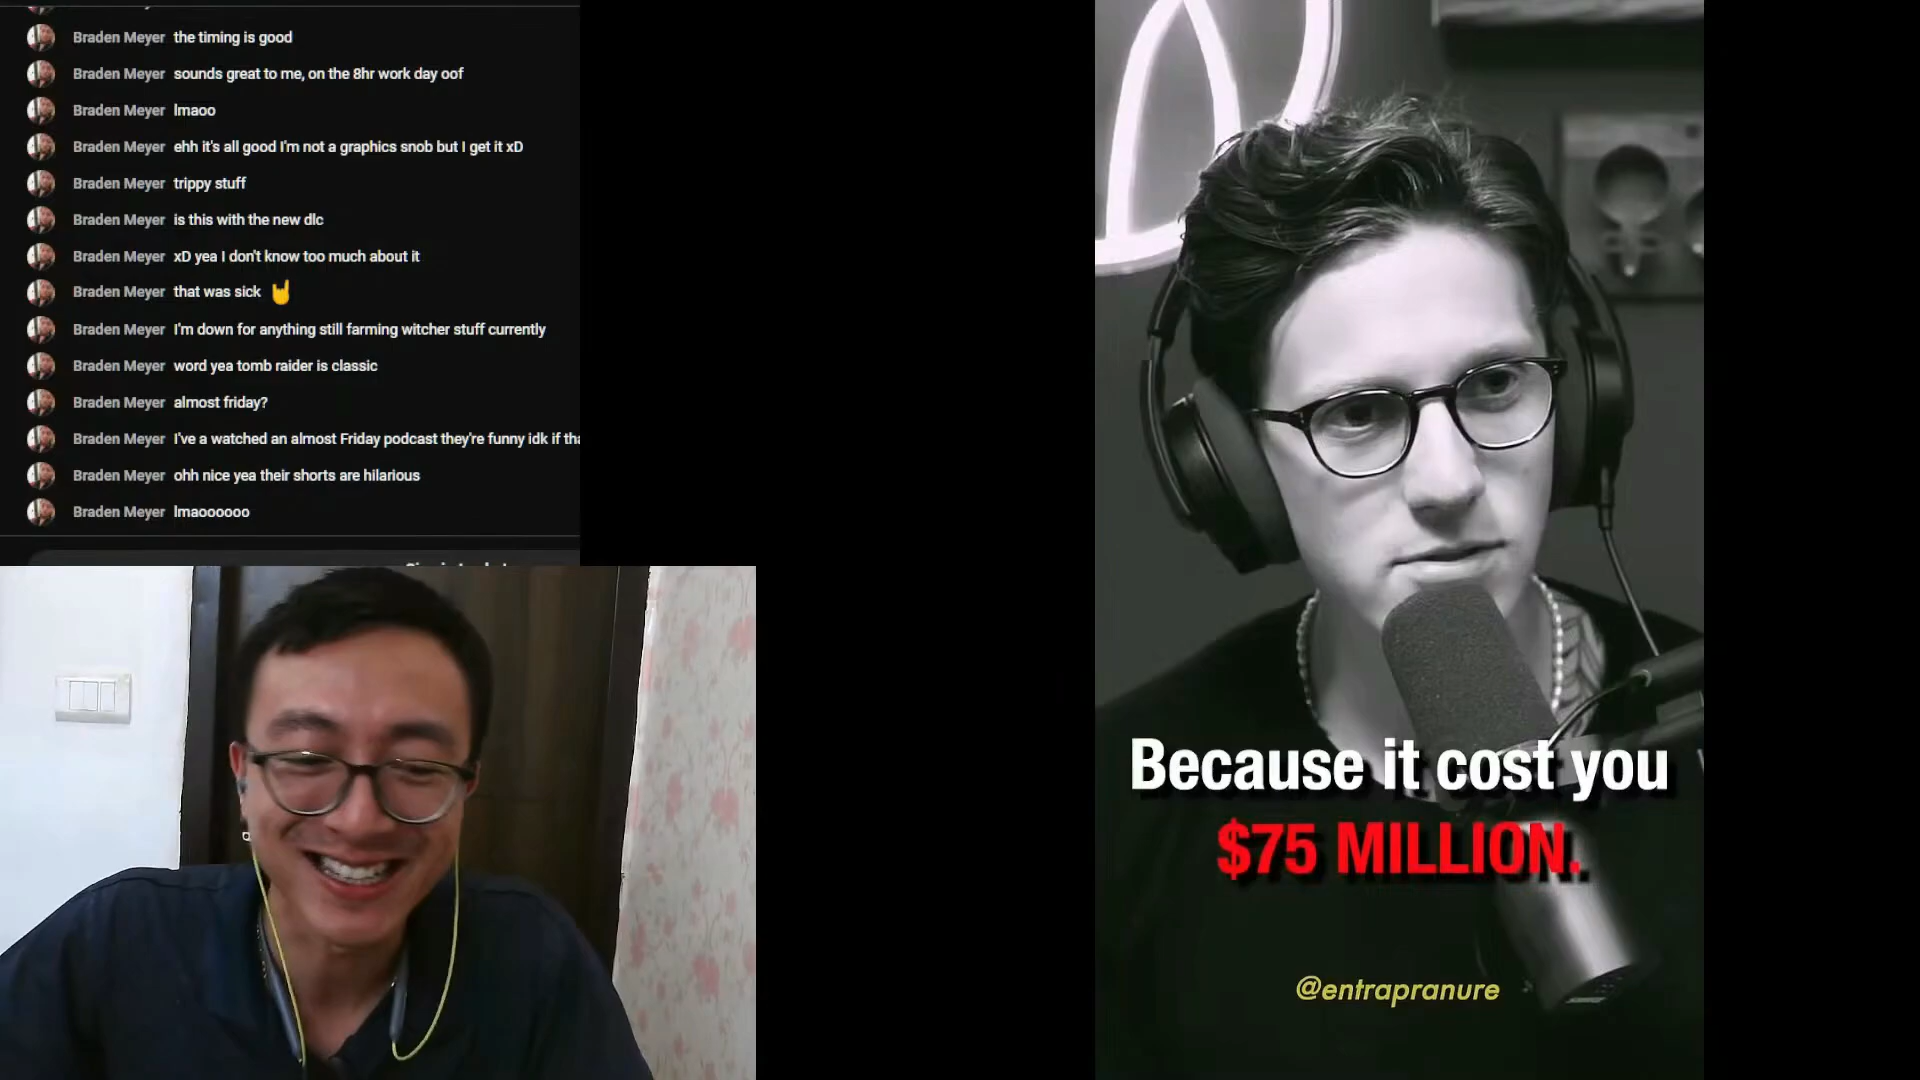 Braden Meyer the timing is good
Braden Meyer sounds great to me, on the 8hr work day oof
Braden Meyer lmaoo
Braden Meyer ehh it's all good I'm not a graphics snob but I get it xD
Braden Meyer trippy stuff
Braden Meyer is this with the new dlc
Braden Meyer xD yea I don't know too much about it
Braden Meyer that was sick 🤘
Braden Meyer I'm down for anything still farming witcher stuff currently
Braden Meyer word yea tomb raider is classic
Braden Meyer almost friday?
Braden Meyer I've a watched an almost Friday podcast they're funny idk if
Braden Meyer ohh nice yea their shorts are hilarious
Braden Meyer lmaoooooo
Because it cost you
$75 MILLION.
@entrapranure